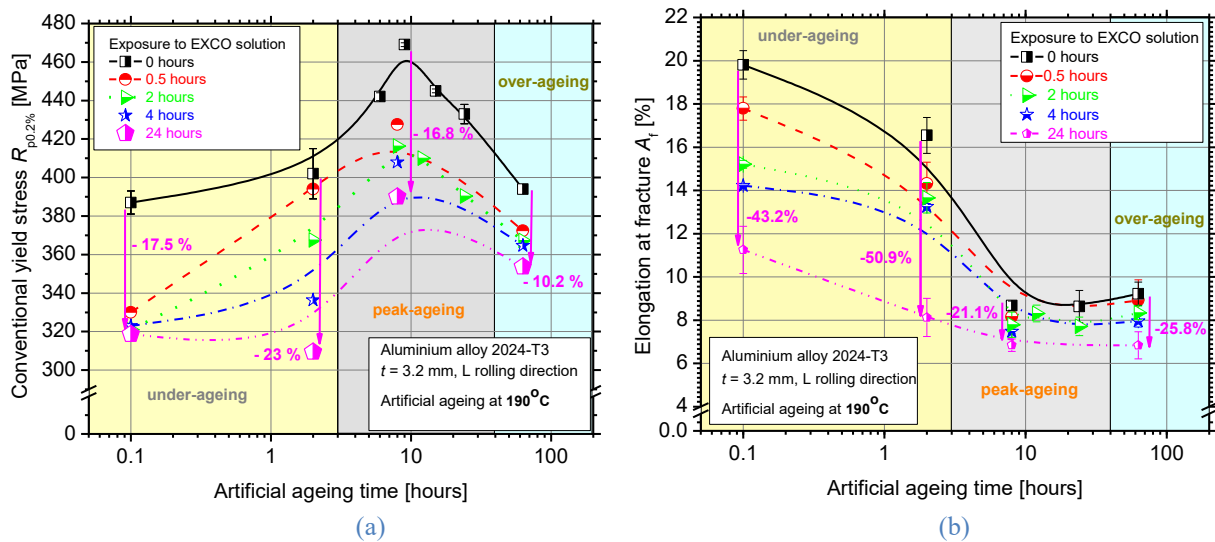 Conventional yield stress Rp0.2% [MPa]
480
460
440
420
400
380
360
340
320
300
0
Exposure to EXCO solution
0 hours
0.5 hours
2 hours
4 hours
24 hours
over-ageing
- 16.8 %
- 17.5 %
- 10.2 %
- 23 %
peak-ageing
under-ageing
Aluminium alloy 2024-T3
t = 3.2 mm, L rolling direction
Artificial ageing at 190°C
0.1
1
10
100
Artificial ageing time [hours]
(a)
Elongation at fracture Af [%]
22
20
18
16
14
12
10
8
6
4
0.0
under-ageing
Exposure to EXCO solution
0 hours
0.5 hours
2 hours
4 hours
24 hours
over-ageing
-43.2%
-50.9%
-21.1%
-25.8%
peak-ageing
Aluminium alloy 2024-T3
t = 3.2 mm, L rolling direction
Artificial ageing at 190°C
0.1
1
10
100
Artificial ageing time [hours]
(b)